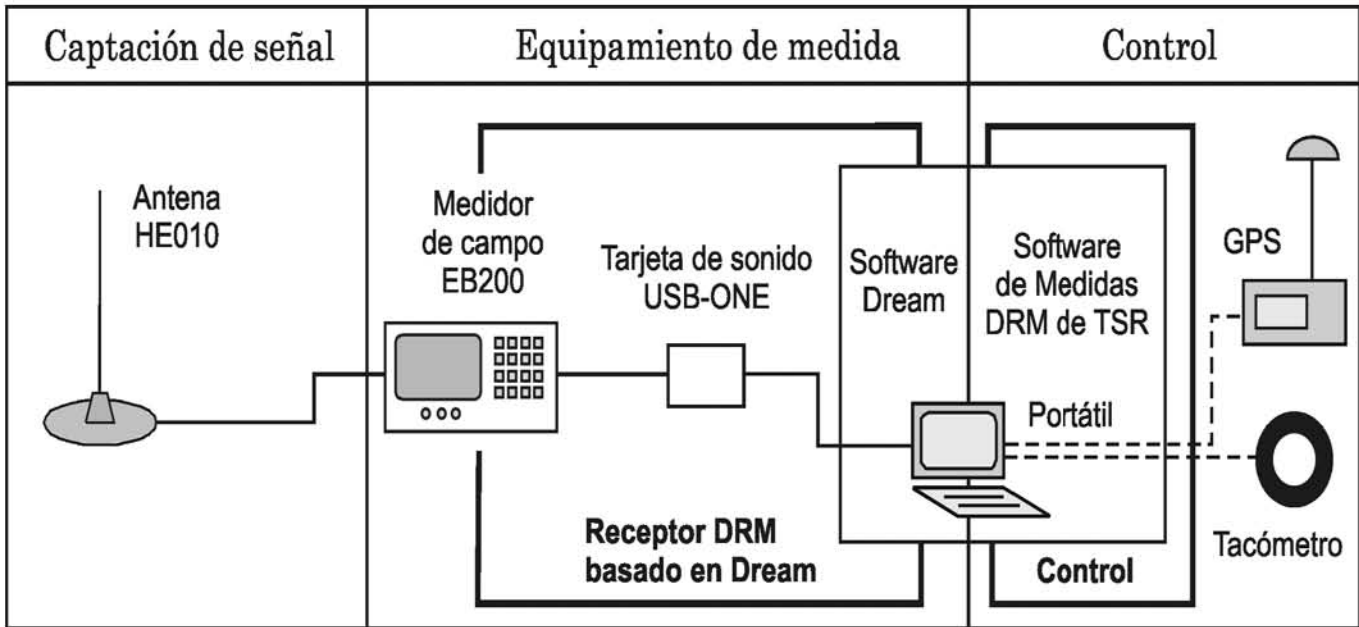 Captación de señal
Equipamiento de medida
Control
Antena
HE010
Medidor
de campo
EB200
Tarjeta de sonido
USB-ONE
Software
Dream
Software
de Medidas
DRM de TSR
GPS
Portátil
Tacómetro
Receptor DRM
basado en Dream
Control